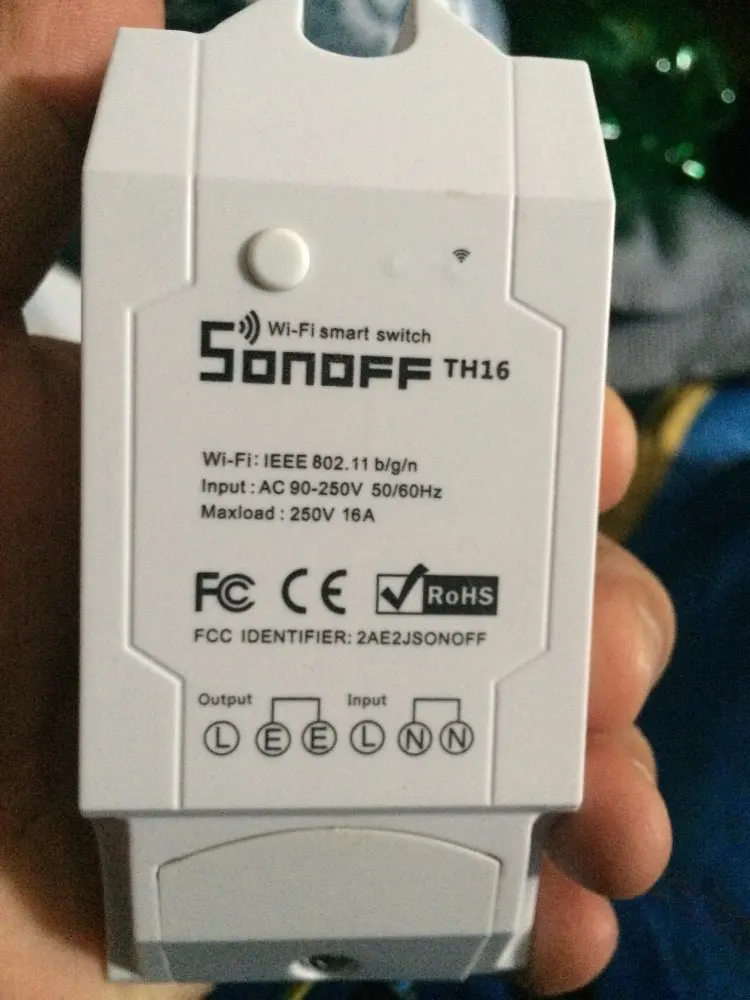 Wi-Fi smart switch
SONOFF TH16
Wi-Fi: IEEE 802.11 b/g/n
Input : AC 90-250V 50/60Hz
Maxload : 250V 16A
FC CE RoHS
FCC IDENTIFIER: 2AE2JSONOFF
Output Input
L E E L N N